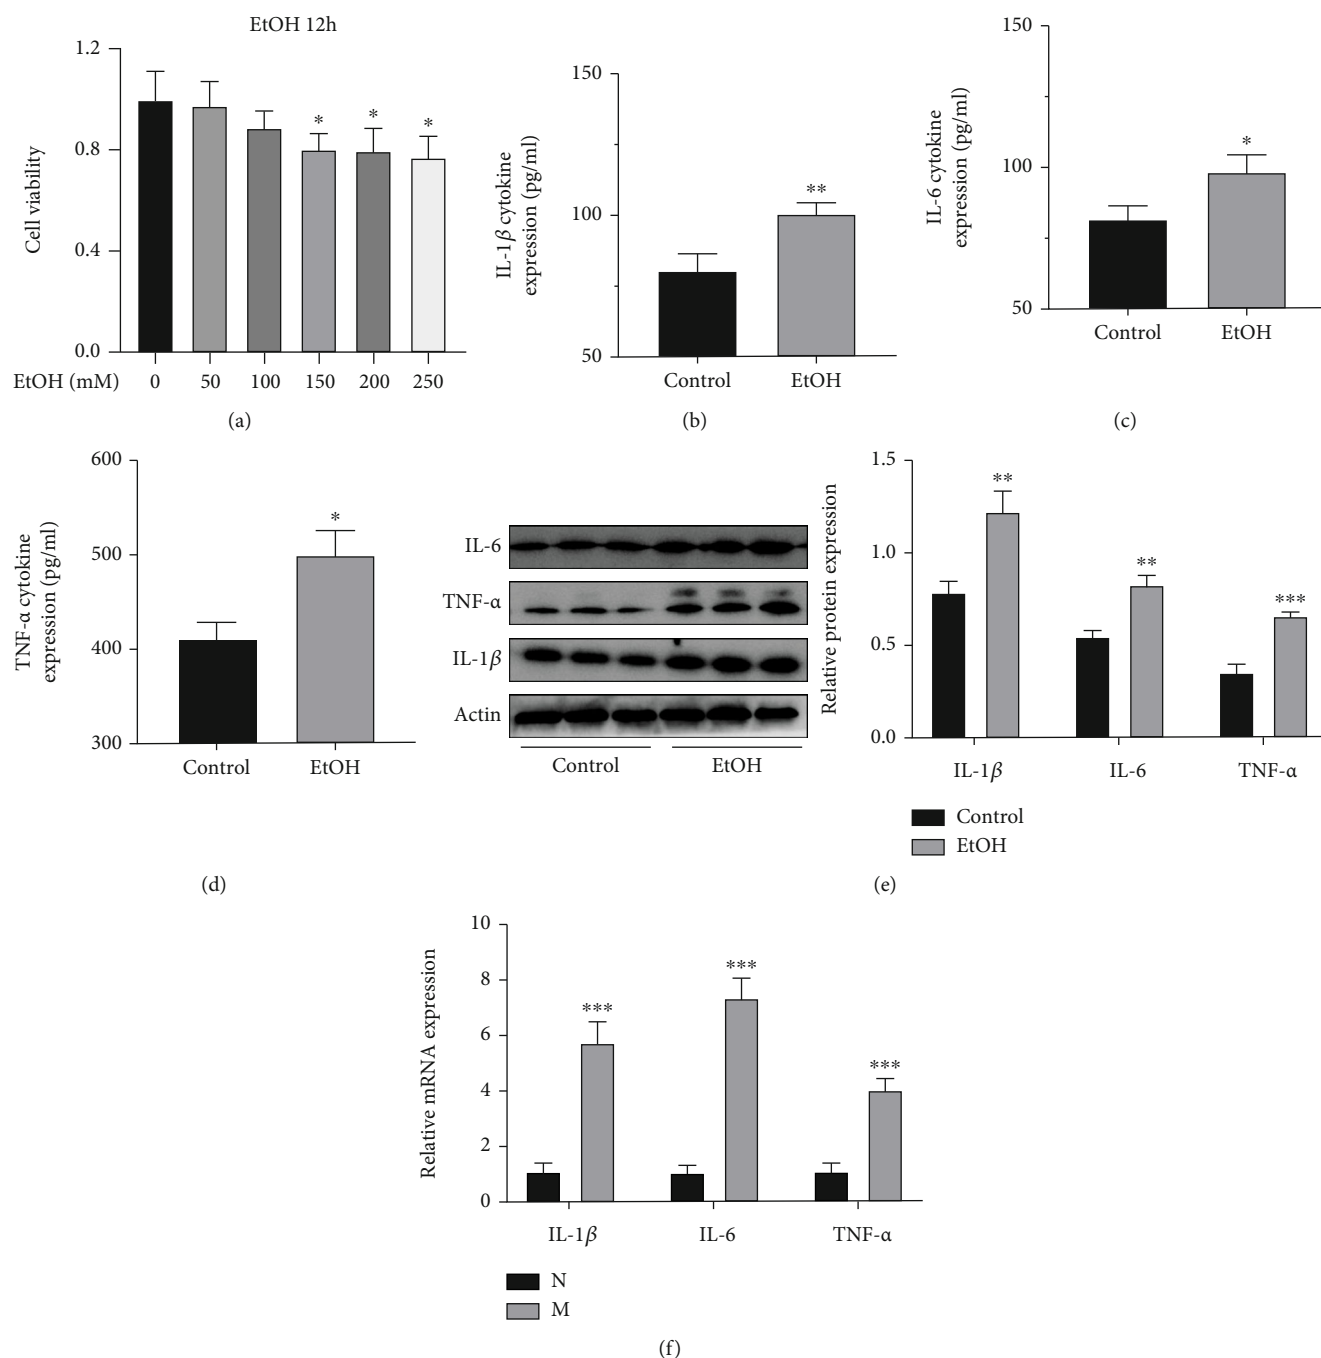 EtOH 12h
Cell viability
1.2
0.8
0.4
0.0
* * *
EtOH (mM) 0 50 100 150 200 250
(a)
IL-1β cytokine
expression (pg/ml)
150
100
50
**
Control EtOH
(b)
IL-6 cytokine
expression (pg/ml)
150
100
50
*
Control EtOH
(c)
TNF-α cytokine
expression (pg/ml)
600
500
400
300
*
Control EtOH
(d)
IL-6
TNF-α
IL-1β
Actin
Control EtOH
Relative protein expression
1.5
1.0
0.5
0.0
** ** ***
IL-1β IL-6 TNF-α
Control
EtOH
(e)
Relative mRNA expression
10
8
6
4
2
0
*** *** ***
IL-1β IL-6 TNF-α
N
M
(f)